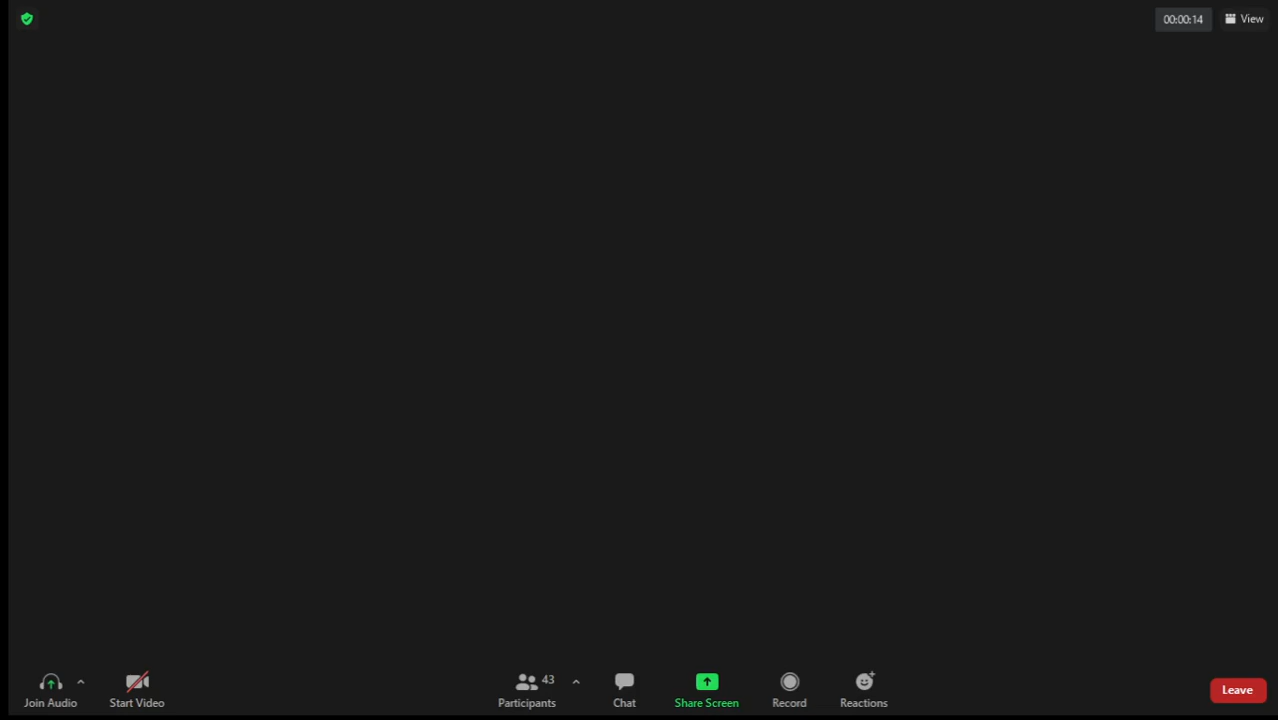 00:00:14 View
43
Join Audio Start Video Participants Chat Share Screen Record Reactions Leave